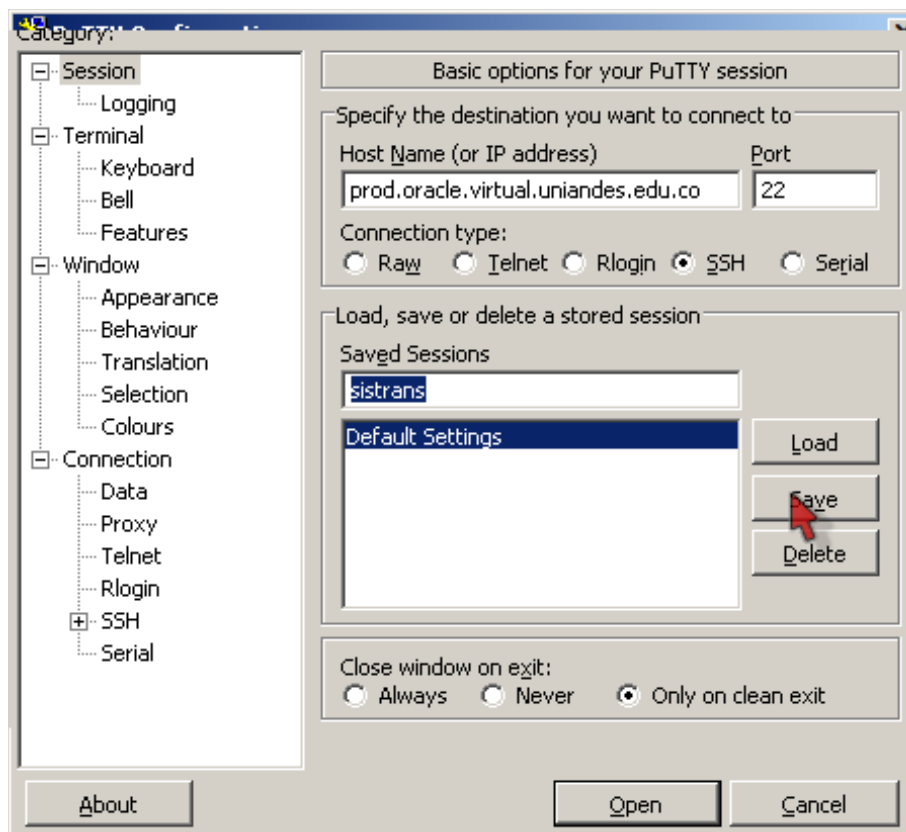 Category:
Session
Logging
Terminal
Keyboard
Bell
Features
Window
Appearance
Behaviour
Translation
Selection
Colours
Connection
Data
Proxy
Telnet
Rlogin
SSH
Serial
Basic options for your PuTTY session
Specify the destination you want to connect to
Host Name (or IP address) Port
prod.oracle.virtual.uniandes.edu.co 22
Connection type:
Raw Telnet Rlogin SSH Serial
Load, save or delete a stored session
Saved Sessions
sistrans
Default Settings
Load
Save
Delete
Close window on exit:
Always Never Only on clean exit
About Open Cancel